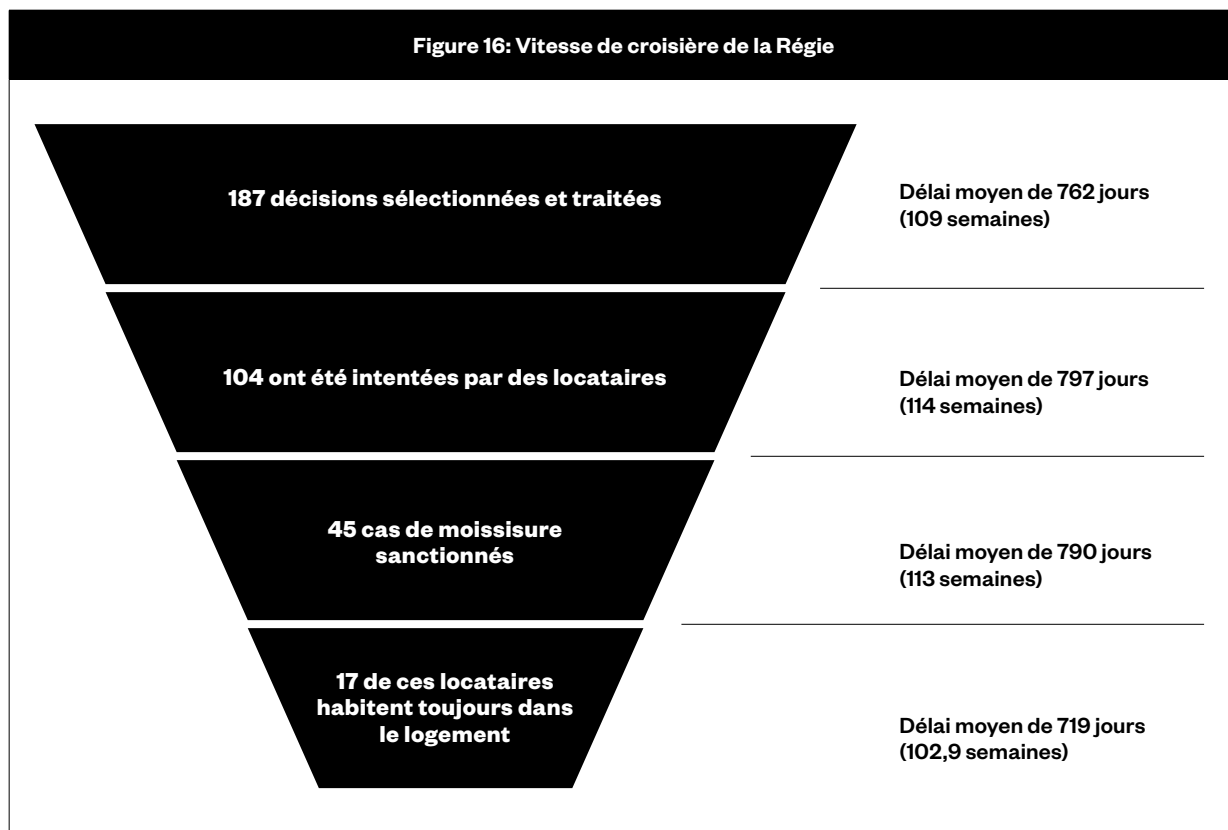 Figure 16: Vitesse de croisière de la Régie
187 décisions sélectionnées et traitées
Délai moyen de 762 jours
(109 semaines)
104 ont été intentées par des locataires
Délai moyen de 797 jours
(114 semaines)
45 cas de moissisure
sanctionnés
Délai moyen de 790 jours
(113 semaines)
17 de ces locataires
habitent toujours dans
le logement
Délai moyen de 719 jours
(102,9 semaines)